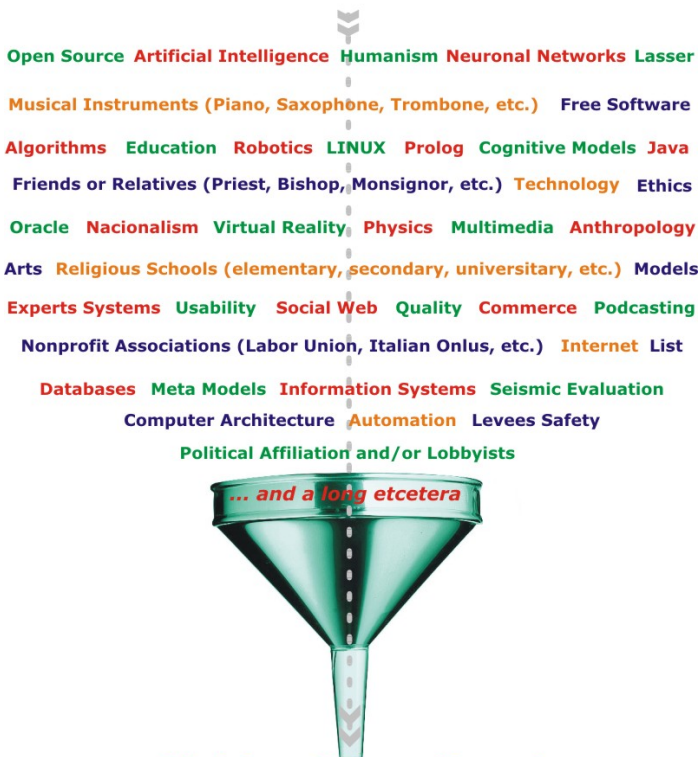 Open Source Artificial Intelligence Humanism Neuronal Networks Lasser
Musical Instruments (Piano, Saxophone, Trombone, etc.) Free Software
Algorithms Education Robotics LINUX Prolog Cognitive Models Java
Friends or Relatives (Priest, Bishop, Monsignor, etc.) Technology Ethics
Oracle Nacionalism Virtual Reality Physics Multimedia Anthropology
Arts Religious Schools (elementary, secondary, universitary, etc.) Models
Experts Systems Usability Social Web Quality Commerce Podcasting
Nonprofit Associations (Labor Union, Italian Onlus, etc.) Internet List
Databases Meta Models Information Systems Seismic Evaluation
Computer Architecture Automation Levees Safety
Political Affiliation and/or Lobbyists
... and a long etcetera